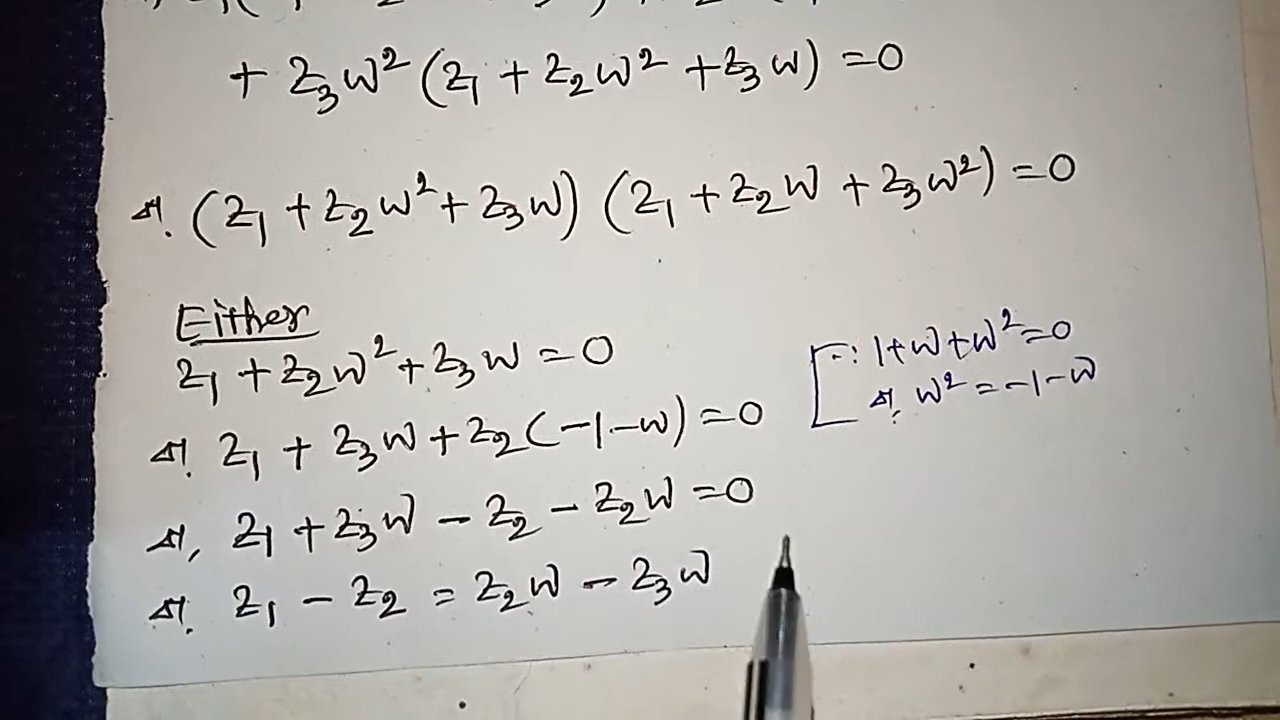 + z₃w² (z₁ + z₂w² + z₃w) = 0
বা, (z₁ + z₂w² + z₃w) (z₁ + z₂w + z₃w²) = 0
Either
z₁ + z₂w² + z₃w = 0
বা, z₁ + z₃w + z₂(-1-w) = 0
বা, z₁ + z₃w - z₂ - z₂w = 0
বা, z₁ - z₂ = z₂w - z₃w
[∵ 1+w+w² = 0
বা, w² = -1-w